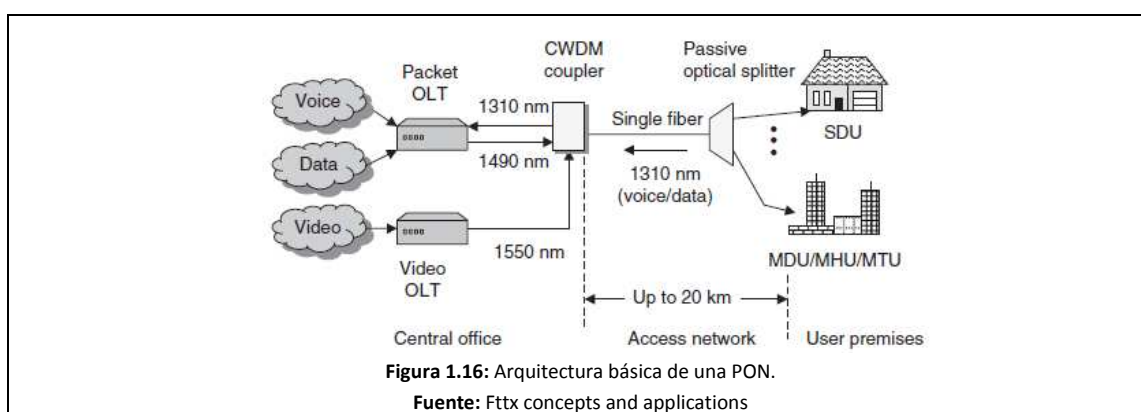 CWDM
coupler
Passive
optical splitter
Packet
OLT
Voice
1310 nm
Single fiber
SDU
Data
1490 nm
1310 nm
(voice/data)
Video
1550 nm
MDU/MHU/MTU
Video
OLT
Up to 20 km
Central office
Access network
User premises
Figura 1.16: Arquitectura básica de una PON.
Fuente: Fttx concepts and applications